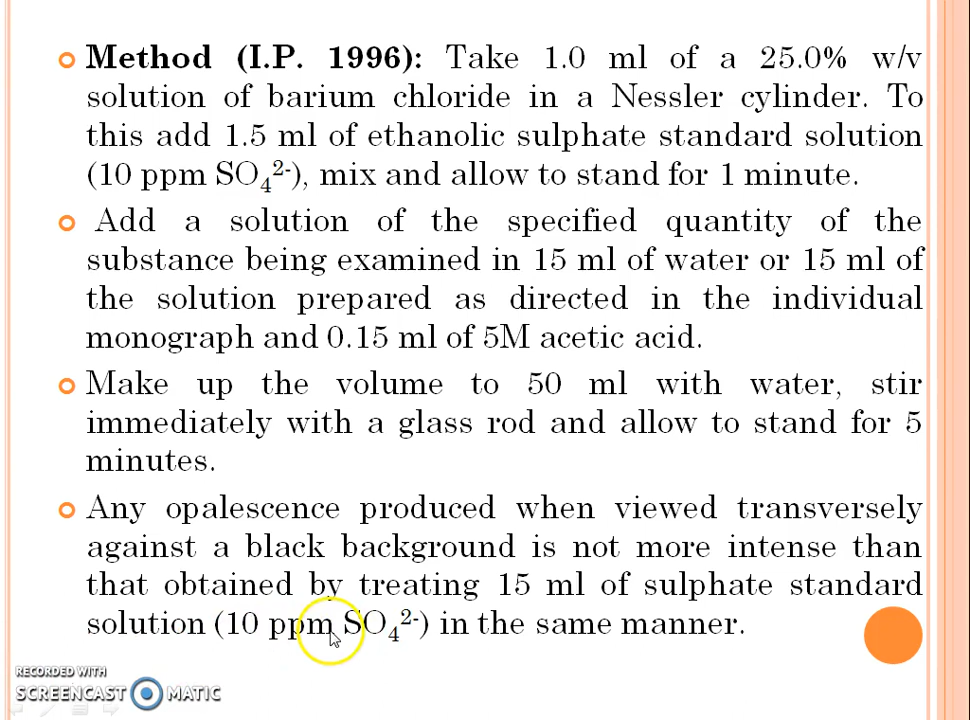 Method (I.P. 1996): Take 1.0 ml of a 25.0% w/v
solution of barium chloride in a Nessler cylinder. To
this add 1.5 ml of ethanolic sulphate standard solution
(10 ppm SO₄²⁻), mix and allow to stand for 1 minute.
Add a solution of the specified quantity of the
substance being examined in 15 ml of water or 15 ml of
the solution prepared as directed in the individual
monograph and 0.15 ml of 5M acetic acid.
Make up the volume to 50 ml with water, stir
immediately with a glass rod and allow to stand for 5
minutes.
Any opalescence produced when viewed transversely
against a black background is not more intense than
that obtained by treating 15 ml of sulphate standard
solution (10 ppm SO₄²⁻) in the same manner.
RECORDED WITH
SCREENCAST MATIC